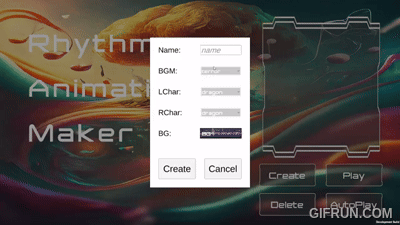 Rhythm
Animati
Maker
Name:
name
BGM:
LChar:
dragon
RChar:
dragon
BG:
Create
Cancel
Create
Play
Delete
AutoPlay
GIFRUN.COM